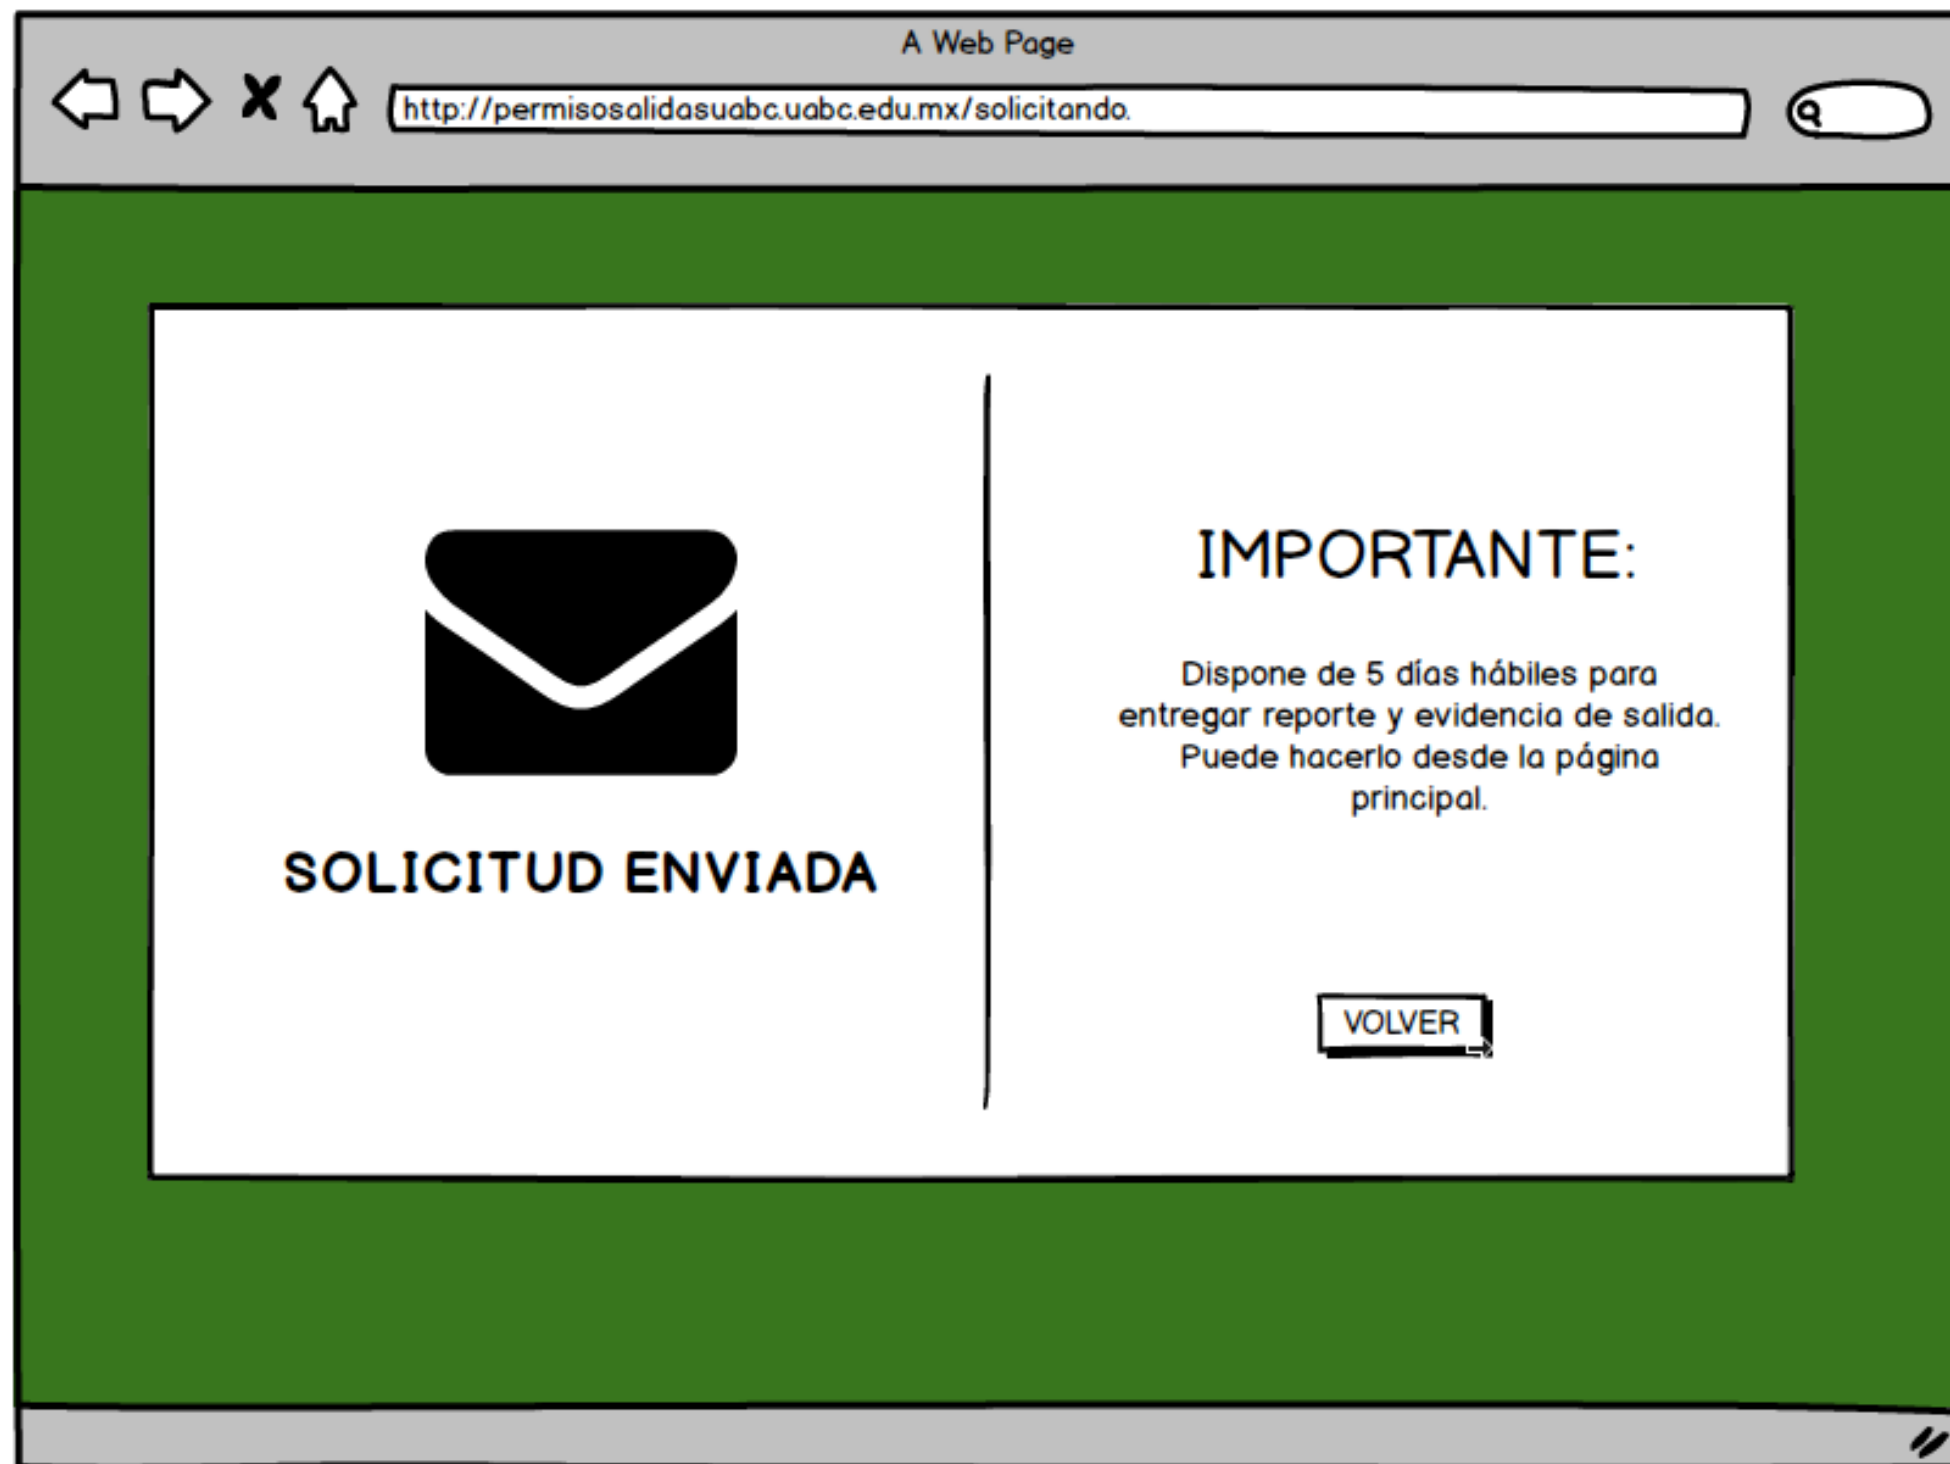 A Web Page
http://permisosalidasuabc.uabc.edu.mx/solicitando.
SOLICITUD ENVIADA
IMPORTANTE:
Dispone de 5 días hábiles para
entregar reporte y evidencia de salida.
Puede hacerlo desde la página
principal.
VOLVER